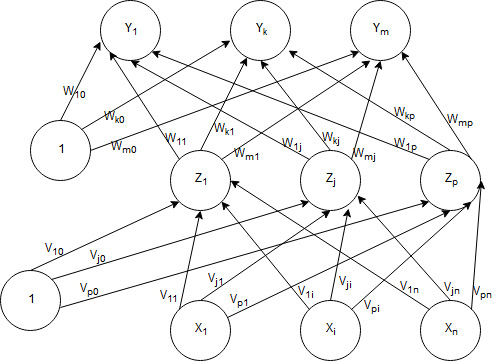 Y1 Yk Ym
W10 Wk0 Wm0 W11 Wk1 Wm1 W1j Wkj Wmj W1p Wkp Wmp
1 Z1 Zj Zp
V10 Vj0 Vp0 V11 Vj1 Vp1 V1i Vji Vpi V1n Vjn Vpn
1 X1 Xi Xn